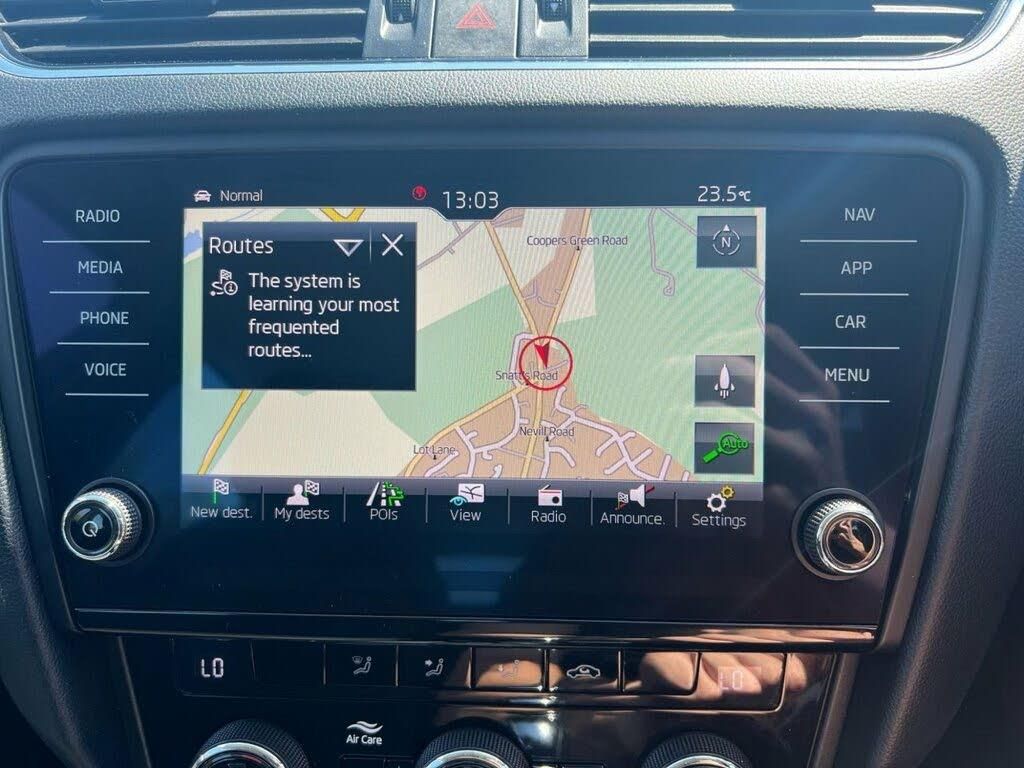 Normal
13:03
23.5°C
RADIO
MEDIA
PHONE
VOICE
NAV
APP
CAR
MENU
Routes
The system is
learning your most
frequented
routes...
N
Coopers Green Road
Snatts Road
Nevill Road
Lot Lane
Auto
New dest.
My dests
POIs
View
Radio
Announce.
Settings
LO
LO
Air Care